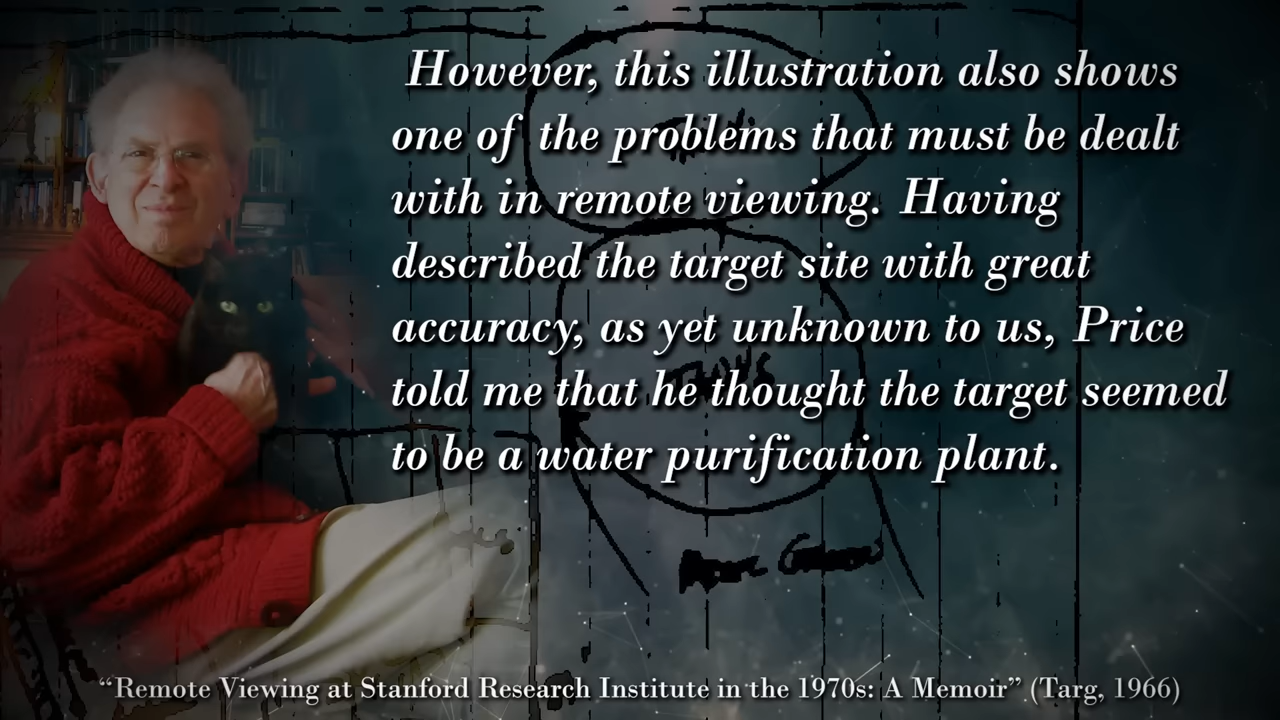 However, this illustration also shows
one of the problems that must be dealt
with in remote viewing. Having
described the target site with great
accuracy, as yet unknown to us, Price
told me that he thought the target seemed
to be a water purification plant.
“Remote Viewing at Stanford Research Institute in the 1970s: A Memoir” (Targ, 1966)